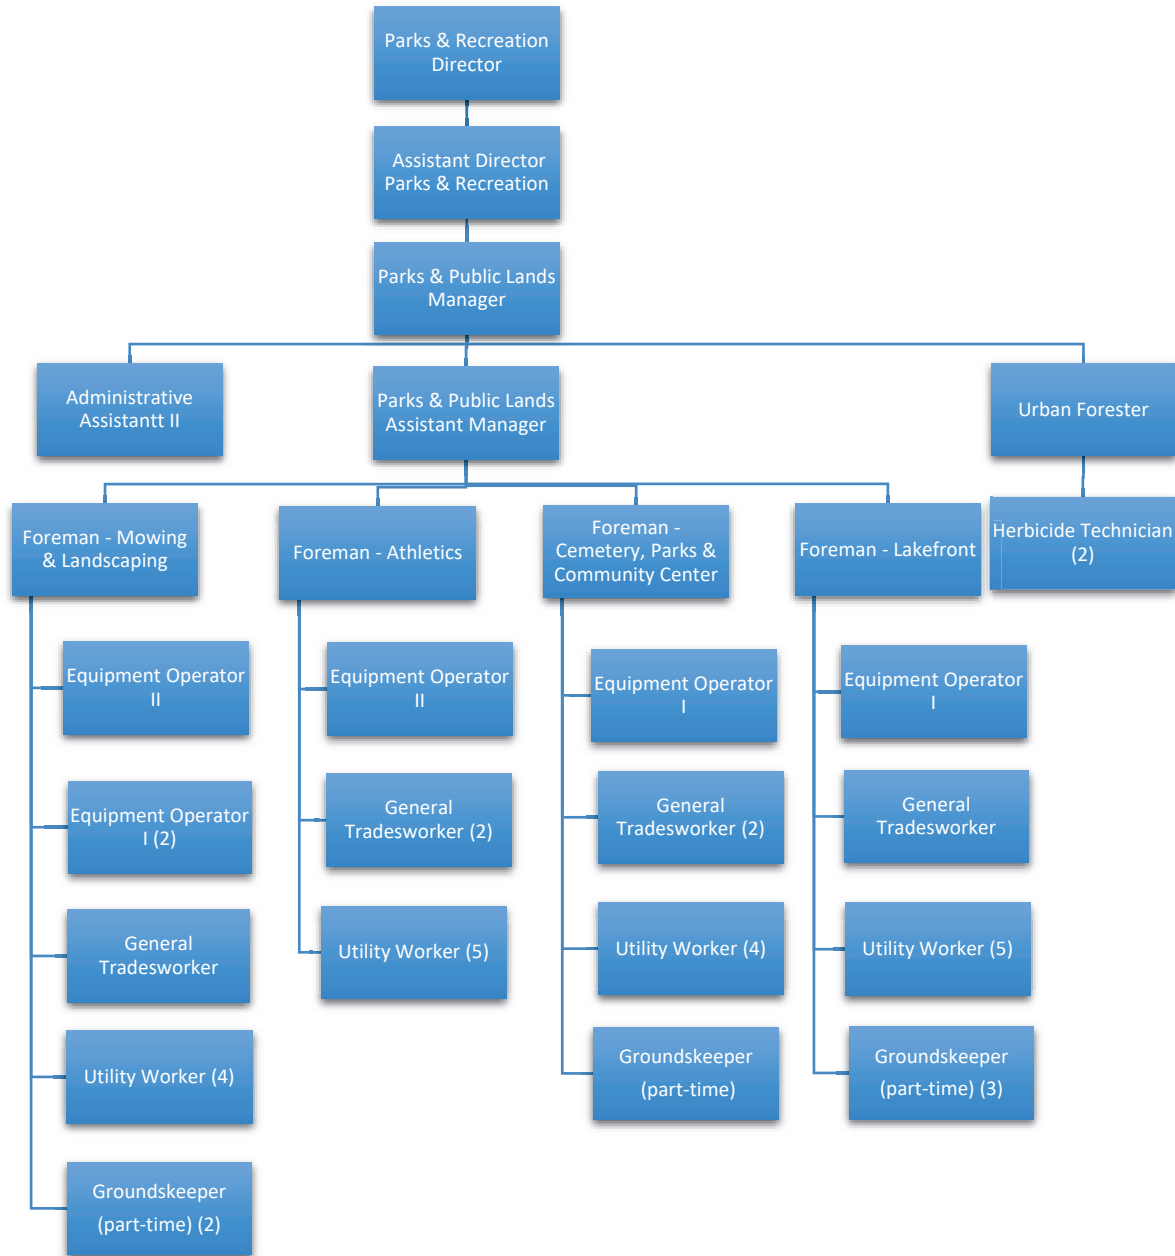 Parks & Recreation
Director
Assistant Director
Parks & Recreation
Parks & Public Lands
Manager
Administrative
Assistantt II
Parks & Public Lands
Assistant Manager
Urban Forester
Foreman - Mowing
& Landscaping
Foreman - Athletics
Foreman -
Cemetery, Parks &
Community Center
Foreman - Lakefront
Herbicide Technician
(2)
Equipment Operator
II
Equipment Operator
I (2)
General
Tradesworker
Utility Worker (4)
Groundskeeper
(part-time) (2)
Equipment Operator
II
General
Tradesworker (2)
Utility Worker (5)
Equipment Operator
I
General
Tradesworker (2)
Utility Worker (4)
Groundskeeper
(part-time)
Equipment Operator
I
General
Tradesworker
Utility Worker (5)
Groundskeeper
(part-time) (3)